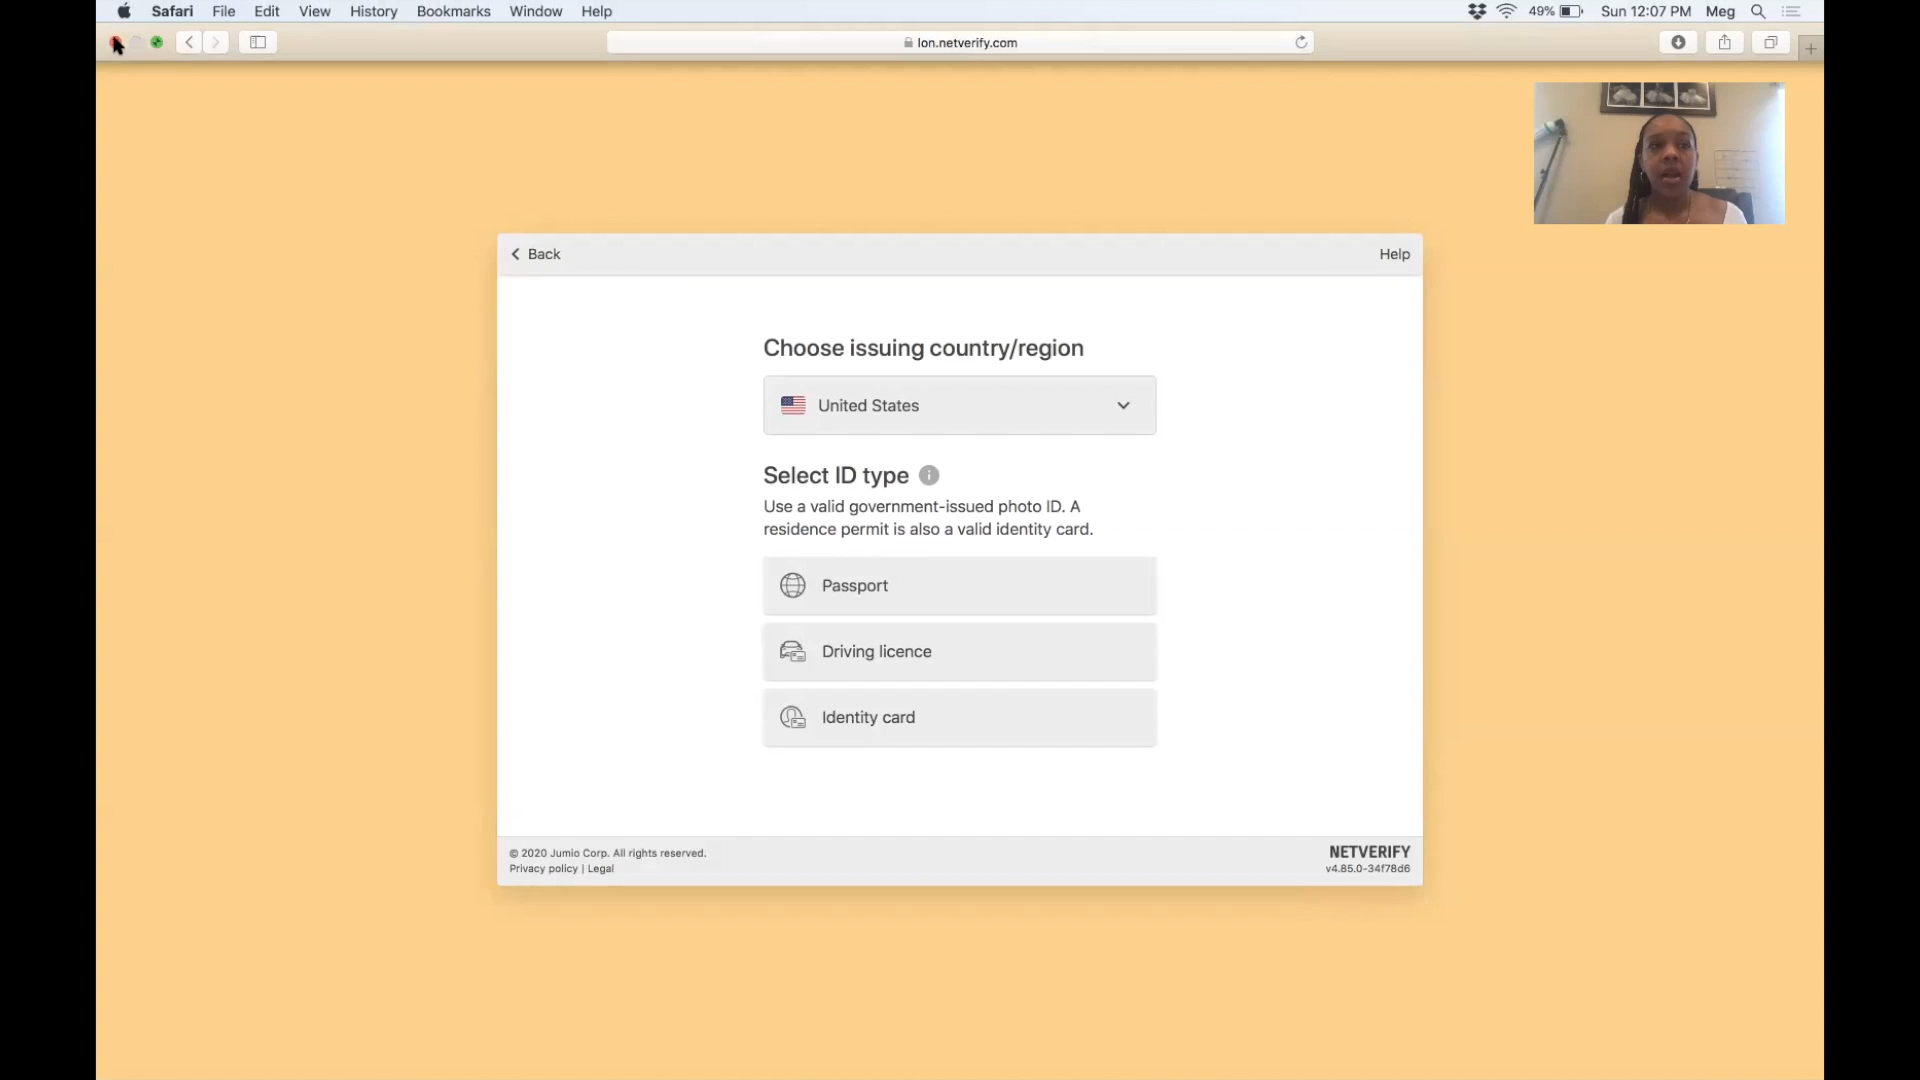 Safari File Edit View History Bookmarks Window Help 49% Sun 12:07 PM Meg
lon.netverify.com
Back Help
Choose issuing country/region
United States
Select ID type
Use a valid government-issued photo ID. A
residence permit is also a valid identity card.
Passport
Driving licence
Identity card
© 2020 Jumio Corp. All rights reserved. NETVERIFY
Privacy policy | Legal v4.85.0-34f78d6